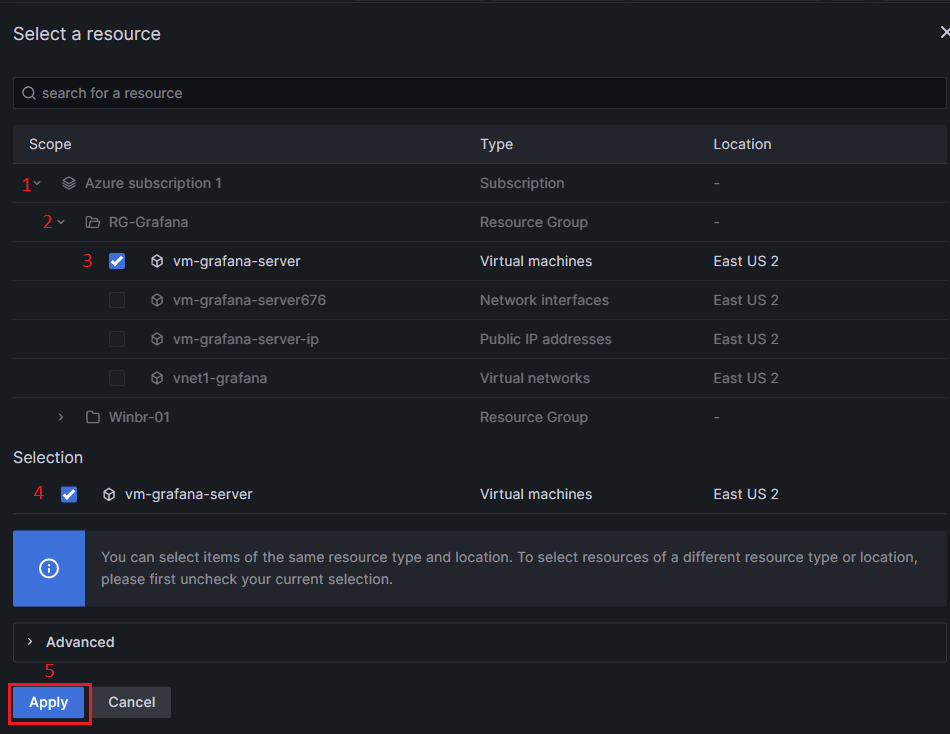 Select a resource
search for a resource
Scope Type Location
1 Azure subscription 1 Subscription -
2 RG-Grafana Resource Group -
3 vm-grafana-server Virtual machines East US 2
vm-grafana-server676 Network interfaces East US 2
vm-grafana-server-ip Public IP addresses East US 2
vnet1-grafana Virtual networks East US 2
Winbr-01 Resource Group -
Selection
4 vm-grafana-server Virtual machines East US 2
You can select items of the same resource type and location. To select resources of a different resource type or location,
please first uncheck your current selection.
Advanced
5
Apply Cancel